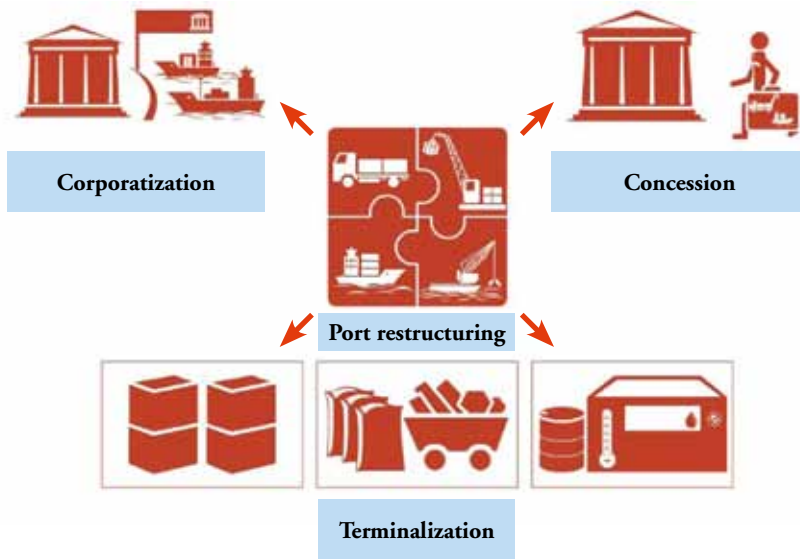 Corporatization
Concession
Port restructuring
Terminalization